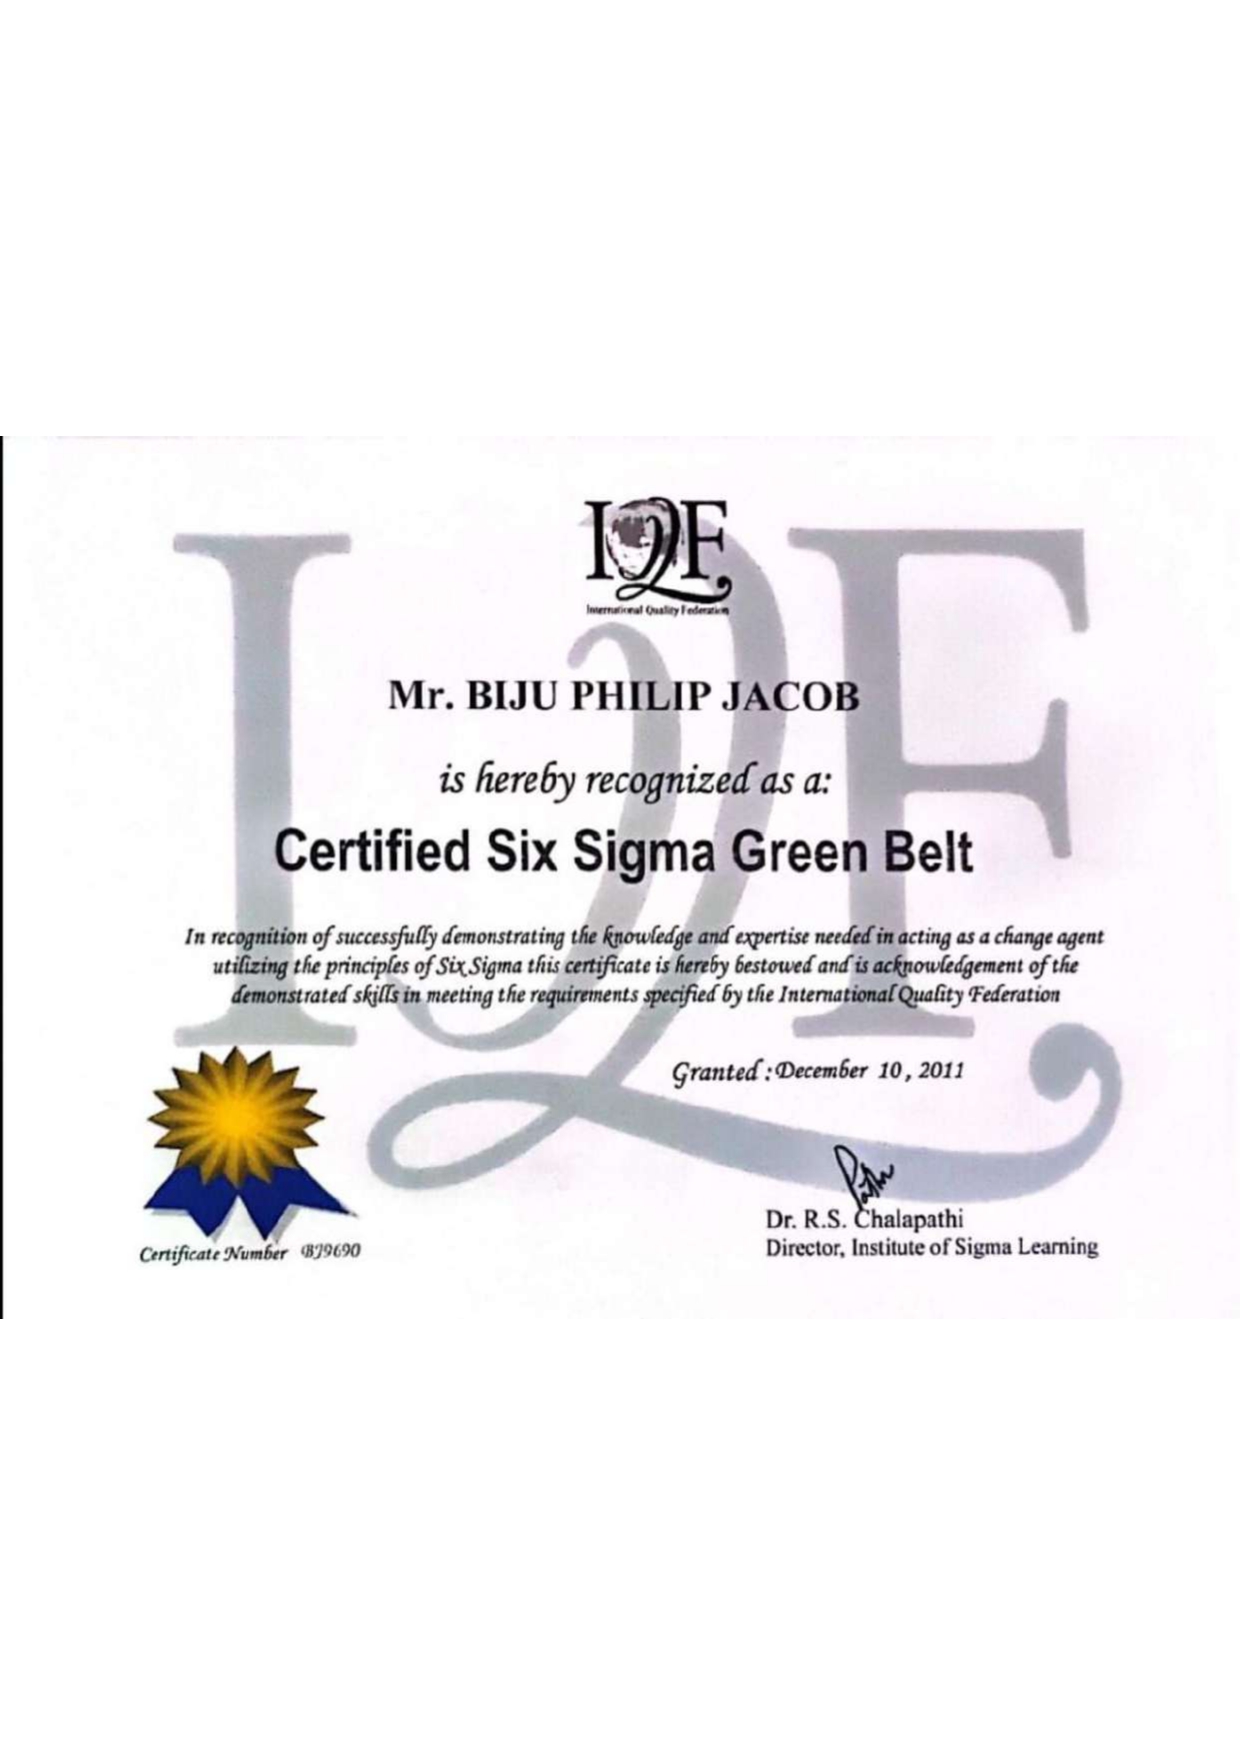 IQF
International Quality Federation
Mr. BIJU PHILIP JACOB
is hereby recognized as a:
Certified Six Sigma Green Belt
In recognition of successfully demonstrating the knowledge and expertise needed in acting as a change agent
utilizing the principles of Six Sigma this certificate is hereby bestowed and is acknowledgement of the
demonstrated skills in meeting the requirements specified by the International Quality Federation
Granted : December 10, 2011
Dr. R.S. Chalapathi
Director, Institute of Sigma Learning
Certificate Number BJ9690